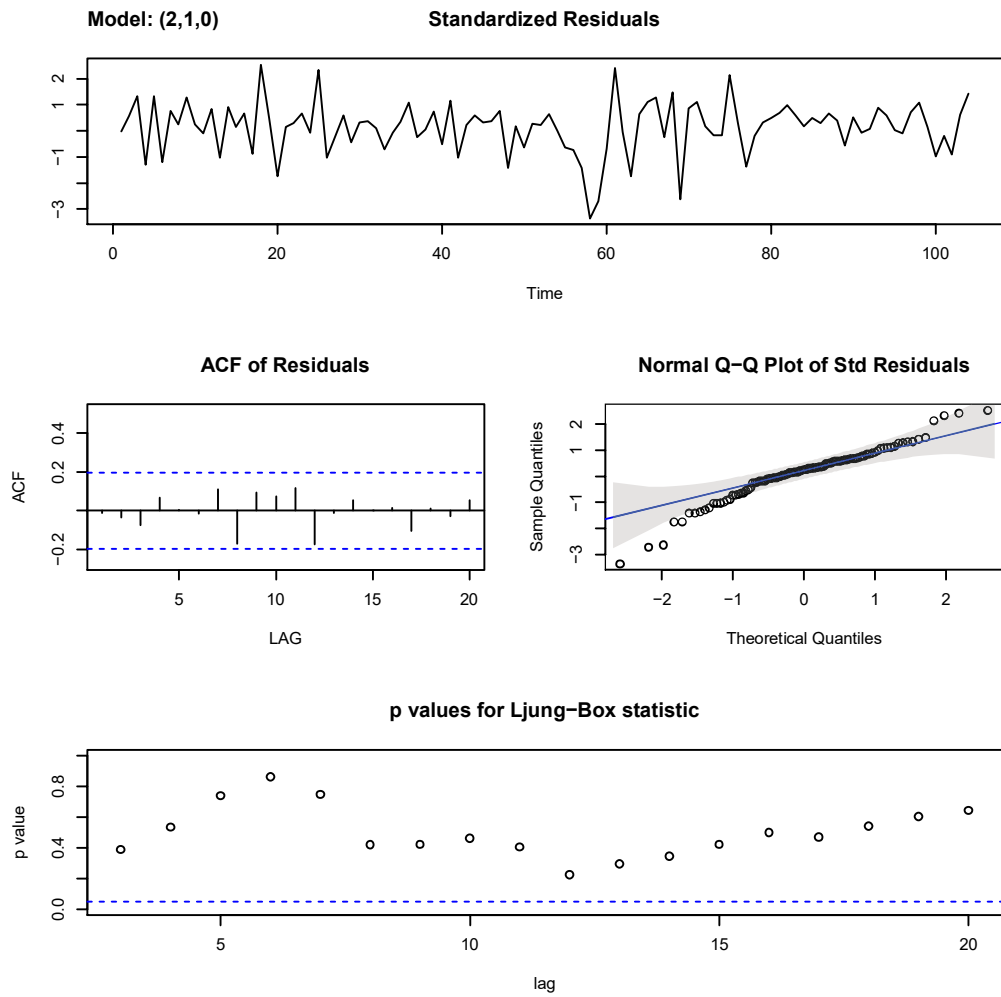 Model: (2,1,0) Standardized Residuals
2
1
−1
−3
0 20 40 60 80 100
Time
ACF of Residuals
ACF
0.4
0.2
−0.2
5 10 15 20
LAG
Normal Q−Q Plot of Std Residuals
Sample Quantiles
2
1
−1
−3
−2 −1 0 1 2
Theoretical Quantiles
p values for Ljung−Box statistic
p value
0.8
0.4
0.0
5 10 15 20
lag